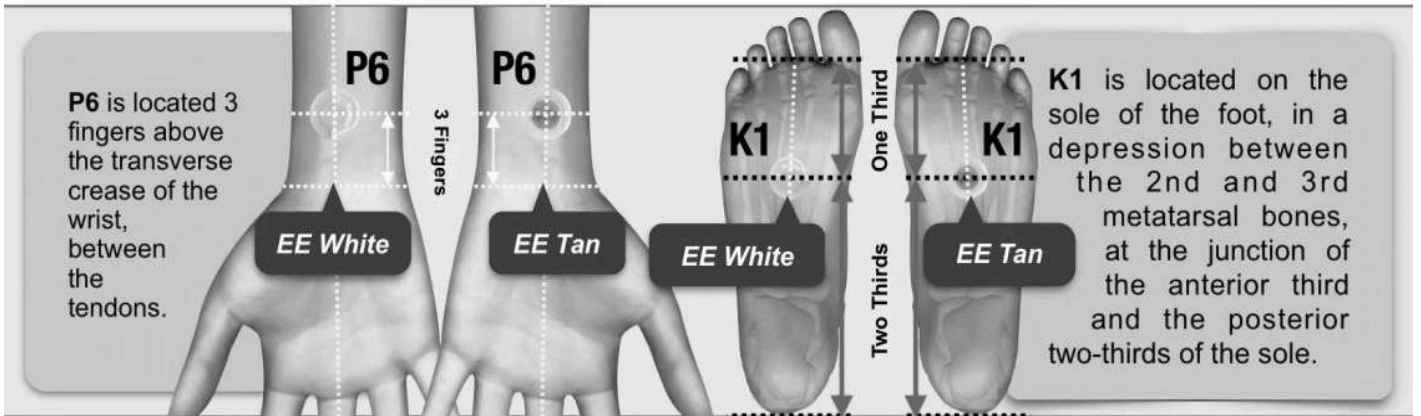 P6 is located 3
fingers above
the transverse
crease of the
wrist,
between
the
tendons.
P6
P6
3 Fingers
EE White
EE Tan
K1
K1
One Third
Two Thirds
EE White
EE Tan
K1 is located on the
sole of the foot, in a
depression between
the 2nd and 3rd
metatarsal bones,
at the junction of
the anterior third
and the posterior
two-thirds of the sole.